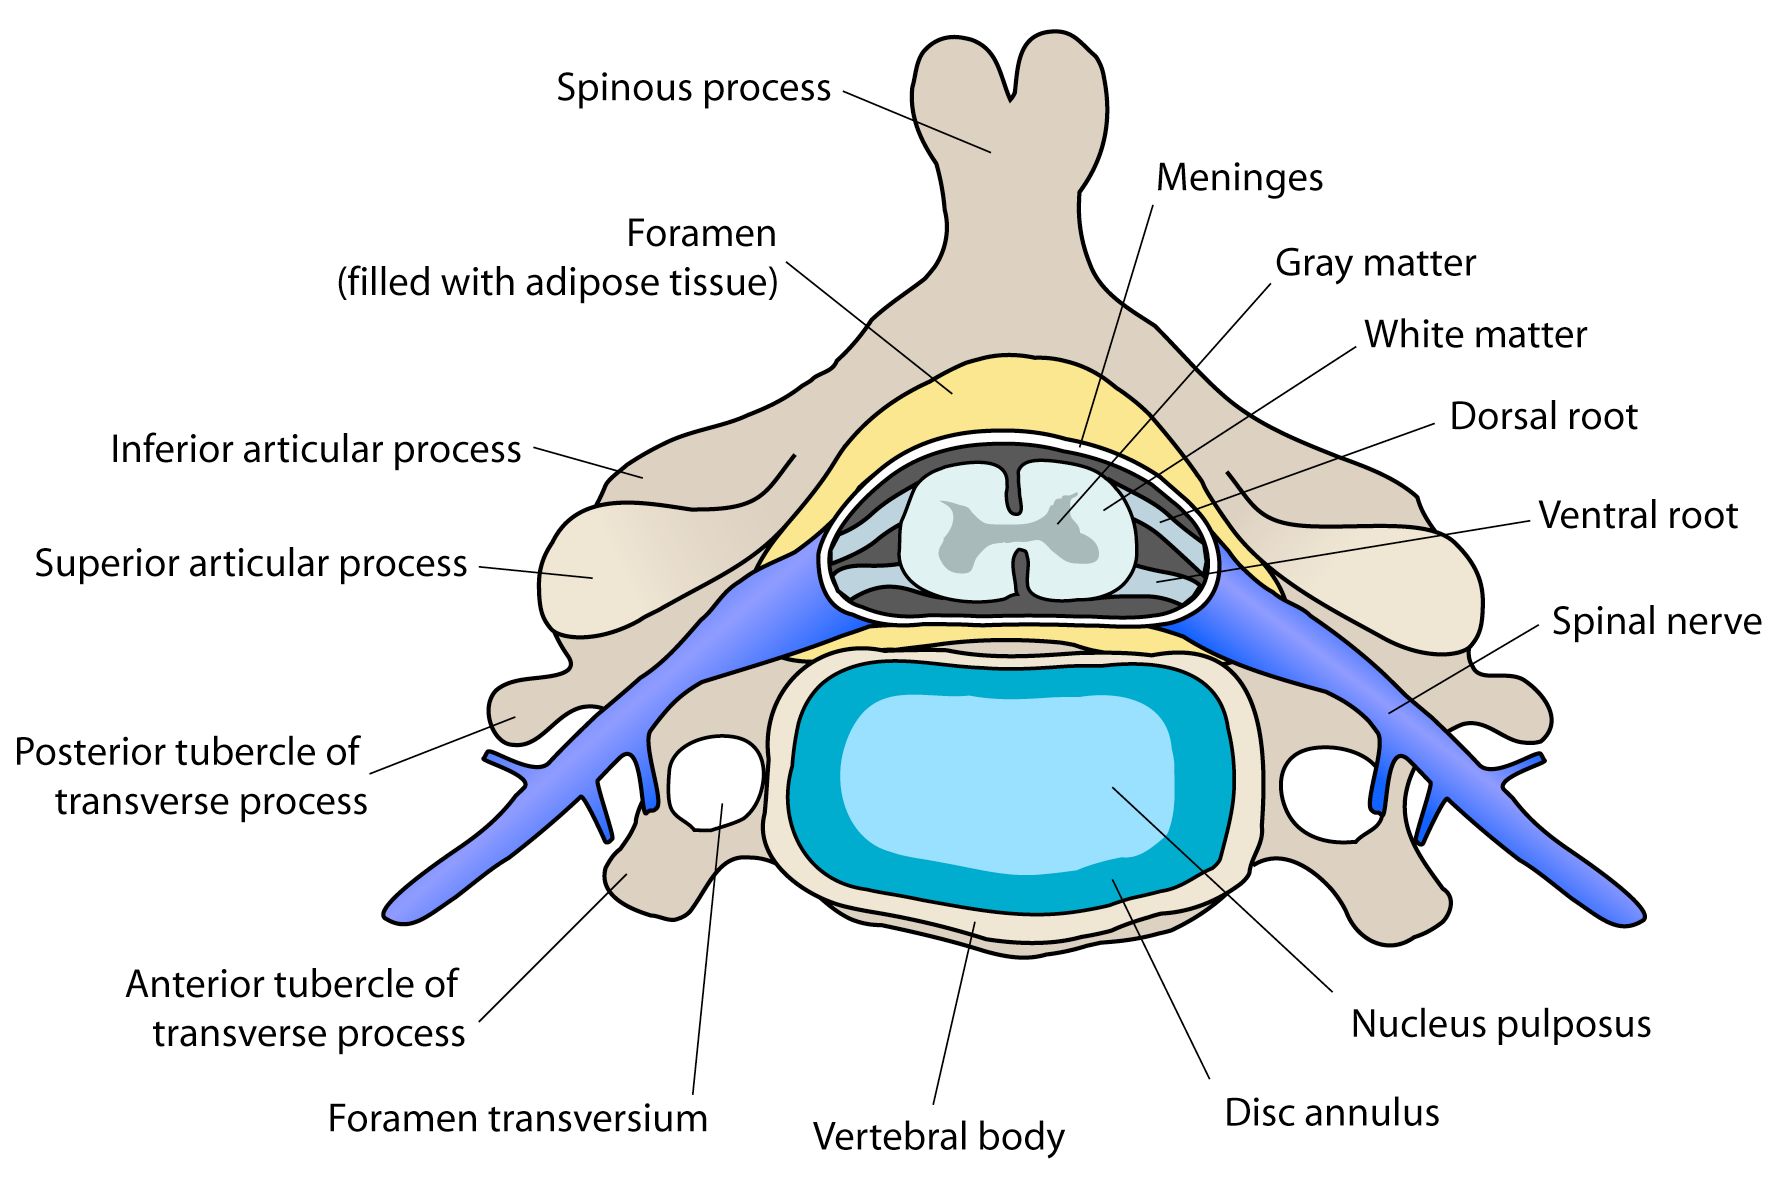 Spinous process
Meninges
Foramen
(filled with adipose tissue)
Gray matter
White matter
Dorsal root
Inferior articular process
Ventral root
Superior articular process
Spinal nerve
Posterior tubercle of
transverse process
Anterior tubercle of
transverse process
Nucleus pulposus
Foramen transversium
Disc annulus
Vertebral body